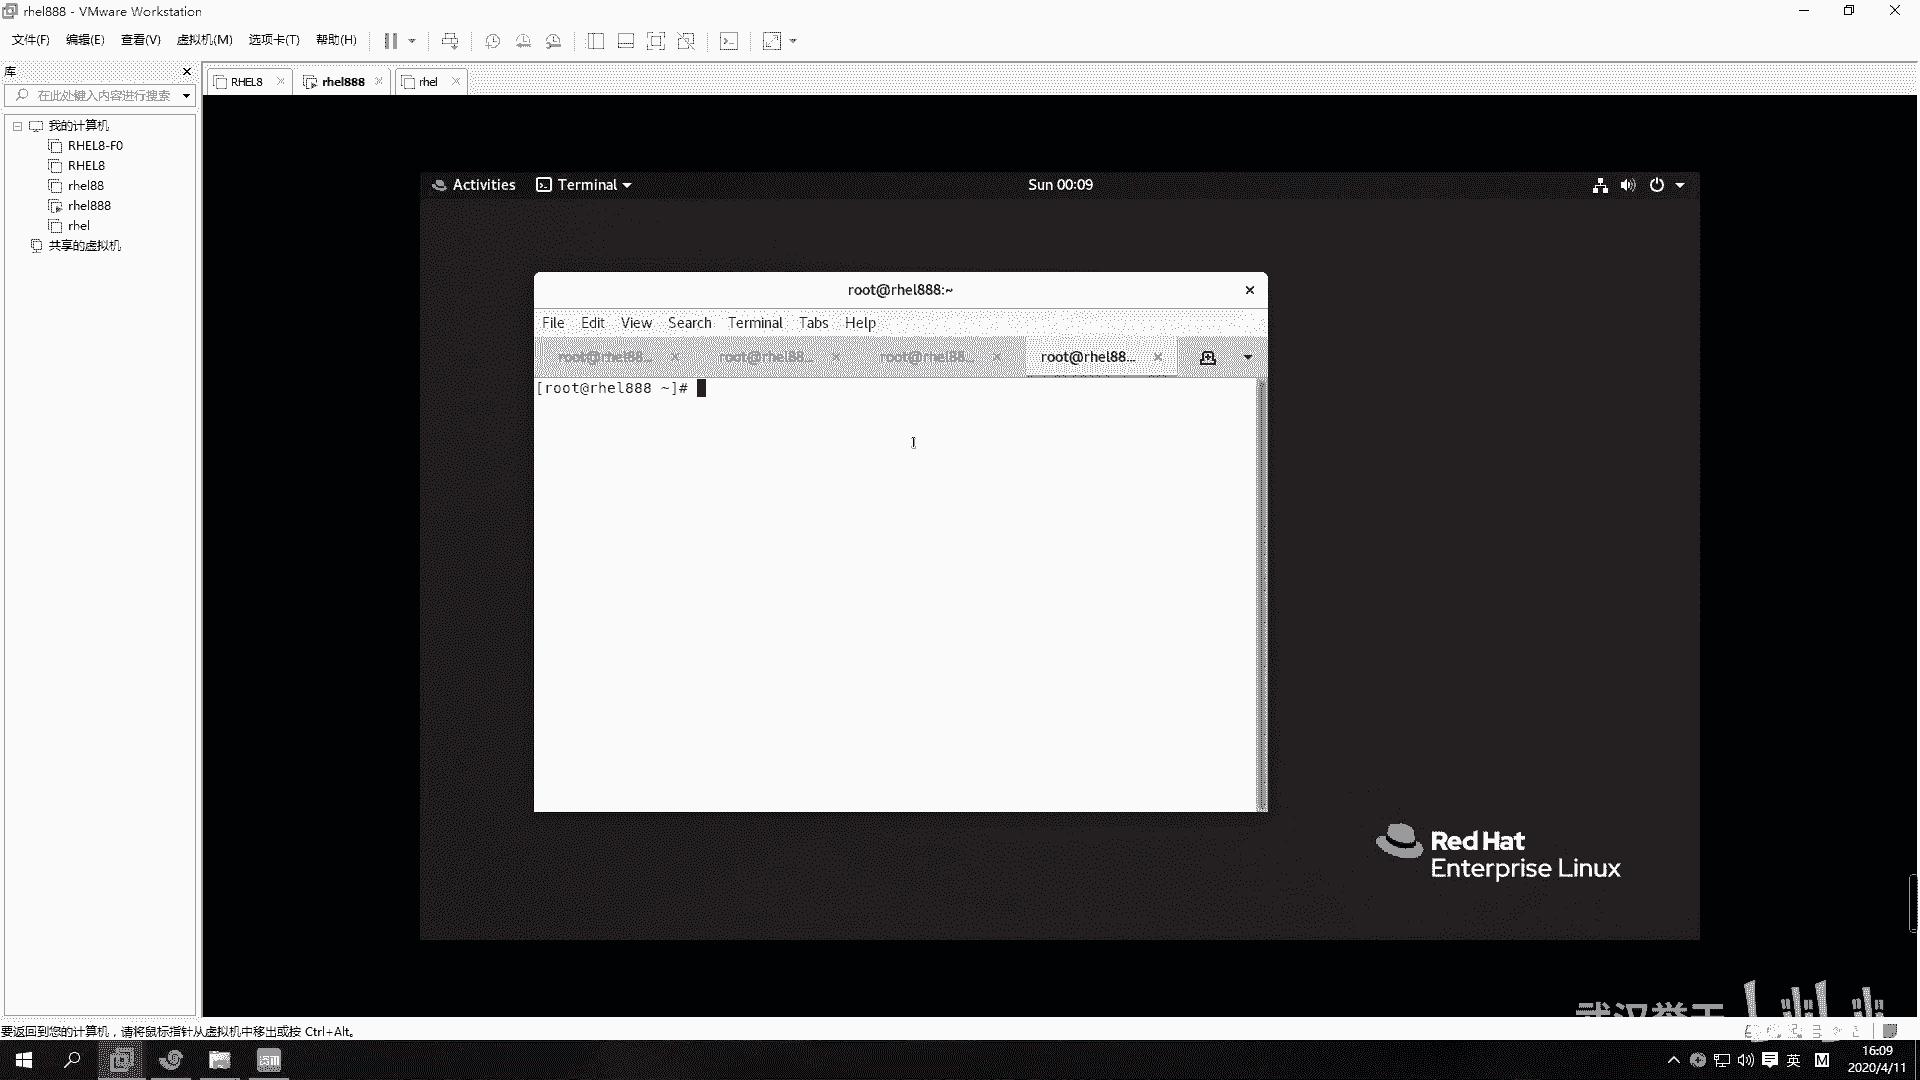 rhel888 - VMware Workstation
文件(F) 编辑(E) 查看(V) 虚拟机(M) 选项卡(T) 帮助(H)
库
在此处键入内容进行搜索
我的计算机
RHEL8-F0
RHEL8
rhel88
rhel888
rhel
共享的虚拟机
RHEL8 rhel888 rhel
Activities Terminal Sun 00:09
root@rhel888:~
File Edit View Search Terminal Tabs Help
root@rhel88... root@rhel88... root@rhel88... root@rhel88...
[root@rhel888 ~]#
Red Hat
Enterprise Linux
要返回到您的计算机，请将鼠标指针从虚拟机中移出或按 Ctrl+Alt。
英 M 16:09
2020/4/11